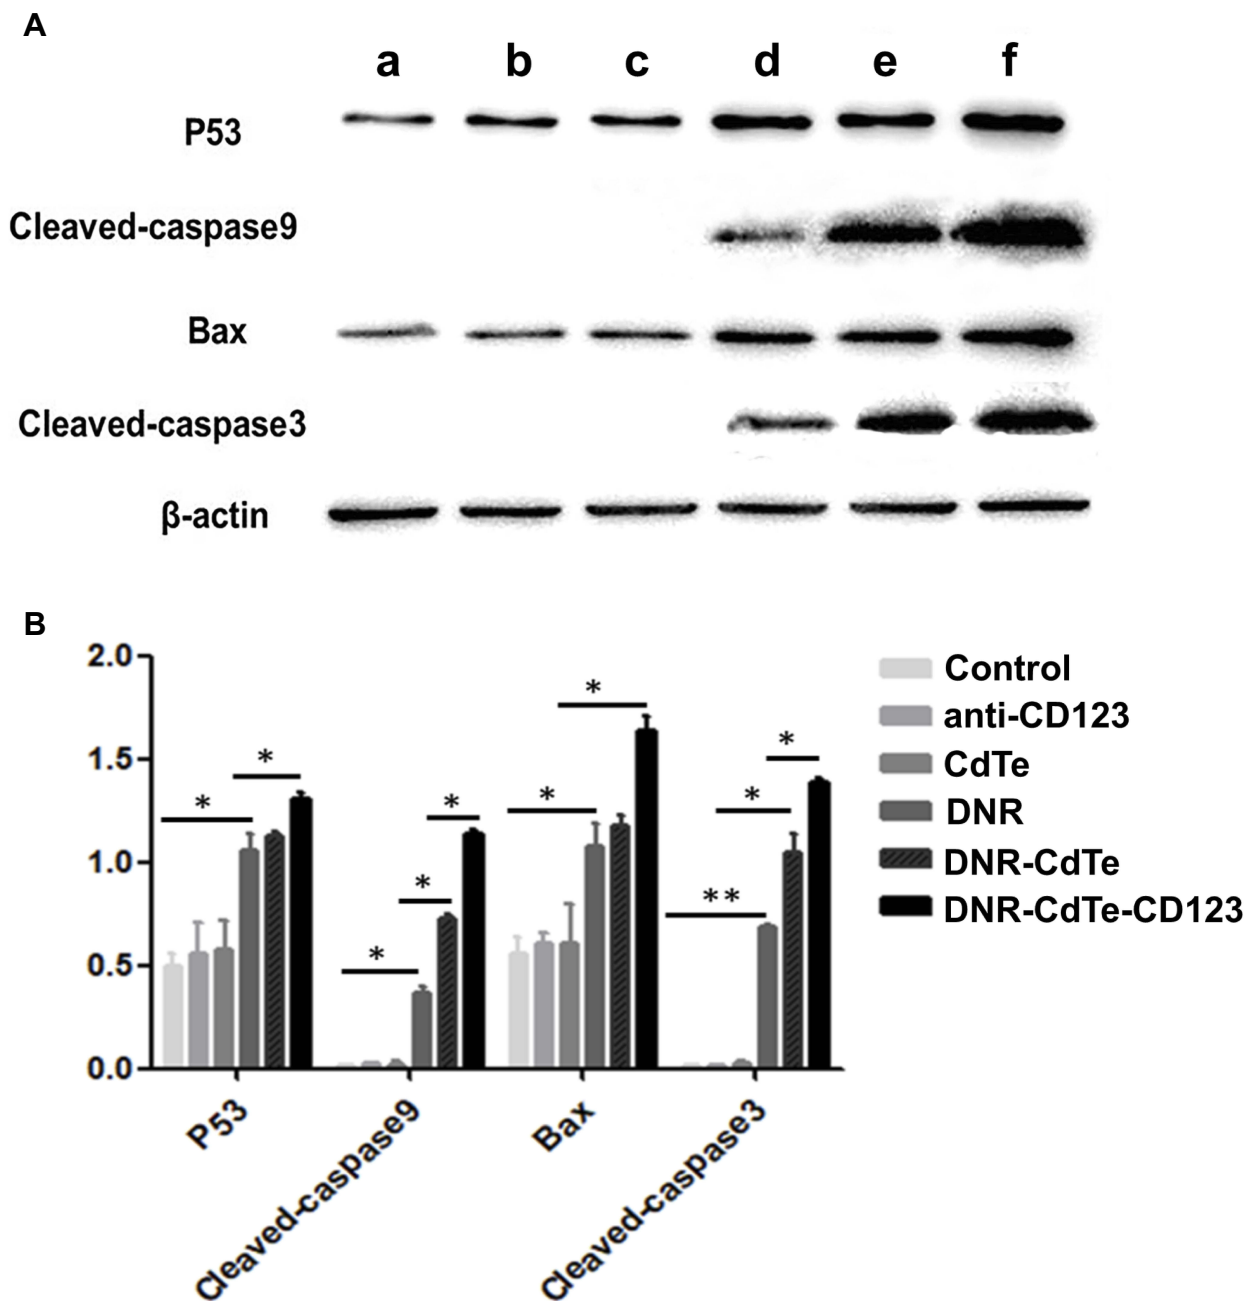 A
a b c d e f
P53
Cleaved-caspase9
Bax
Cleaved-caspase3
β-actin
B
2.0
1.5
1.0
0.5
0.0
* * * * * * * ** * *
P53
Cleaved-caspase9
Bax
Cleaved-caspase3
Control
anti-CD123
CdTe
DNR
DNR-CdTe
DNR-CdTe-CD123